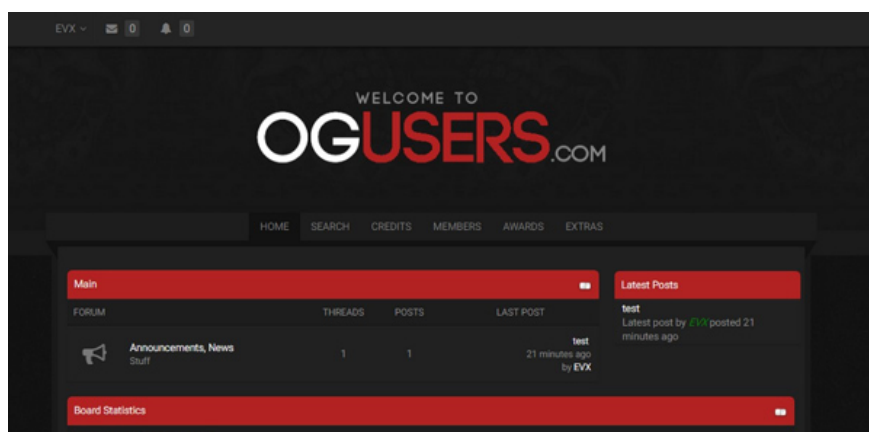 EVX 0 0
WELCOME TO
OGUSERS.COM
HOME SEARCH CREDITS MEMBERS AWARDS EXTRAS
Main
FORUM THREADS POSTS LAST POST
Announcements, News
Stuff
1 1
test
21 minutes ago
by EVX
Latest Posts
test
Latest post by EVX posted 21
minutes ago
Board Statistics